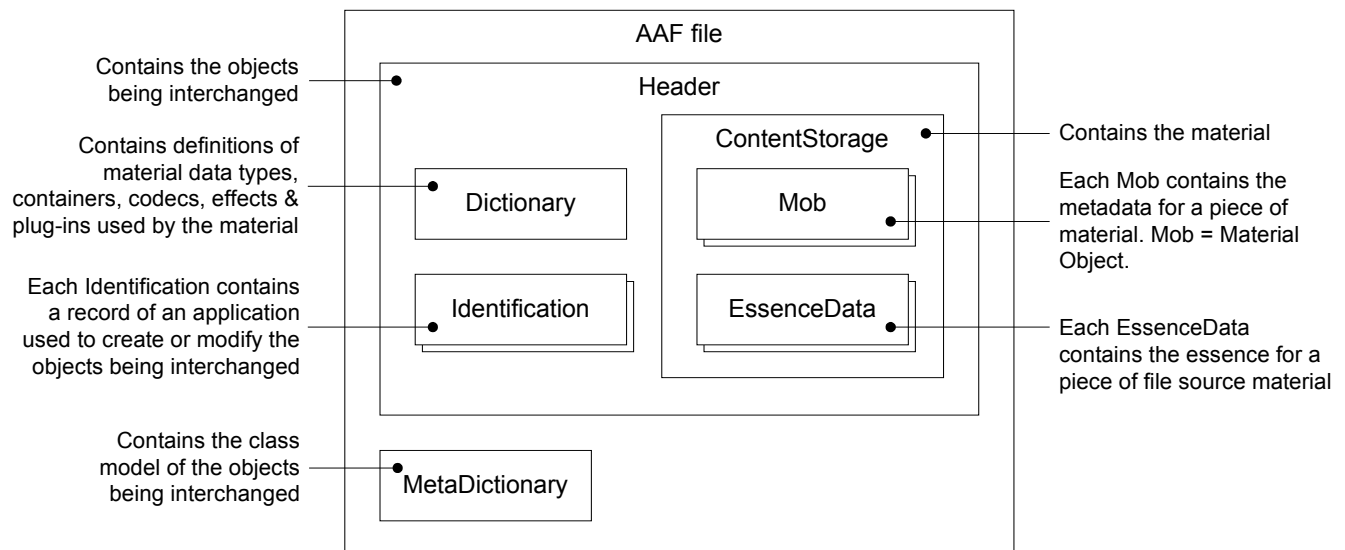 AAF file
Contains the objects
being interchanged
Header
Contains definitions of
material data types,
containers, codecs, effects &
plug-ins used by the material
Dictionary
Each Identification contains
a record of an application
used to create or modify the
objects being interchanged
Identification
ContentStorage
Contains the material
Mob
Each Mob contains the
metadata for a piece of
material. Mob = Material
Object.
EssenceData
Each EssenceData
contains the essence for a
piece of file source material
Contains the class
model of the objects
being interchanged
MetaDictionary